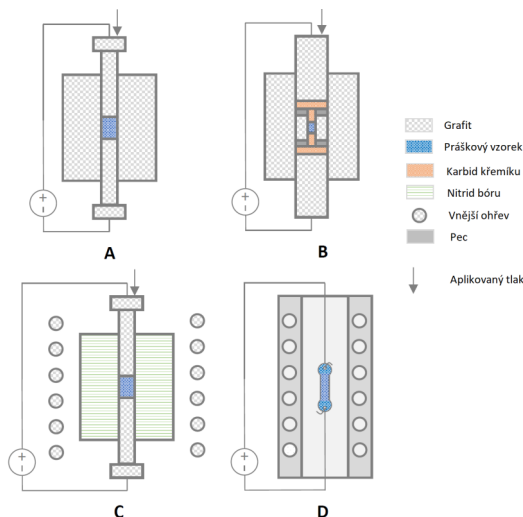 A
B
Grafit
Práškový vzorek
Karbid křemíku
Nitrid bóru
Vnější ohřev
Pec
Aplikovaný tlak
C
D